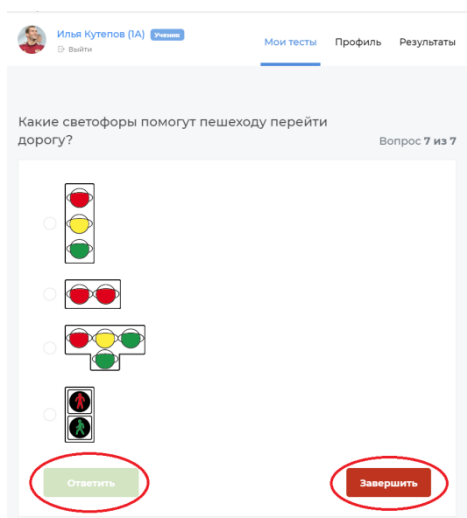 Илья Кутепов (1А) Ученик
Выйти
Мои тесты Профиль Результаты
Какие светофоры помогут пешеходу перейти
дорогу?
Вопрос 7 из 7
Ответить
Завершить